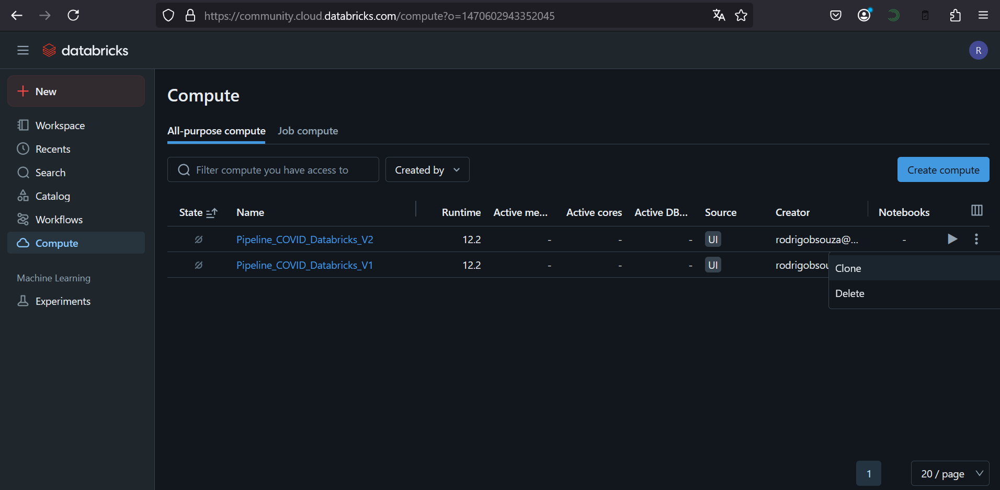 https://community.cloud.databricks.com/compute?o=1470602943352045
databricks
R
New
Workspace
Recents
Search
Catalog
Workflows
Compute
Machine Learning
Experiments
Compute
All-purpose compute Job compute
Filter compute you have access to Created by Create compute
State Name Runtime Active me... Active cores Active DB... Source Creator Notebooks
Pipeline_COVID_Databricks_V2 12.2 - - - UI rodrigobsouza@... -
Pipeline_COVID_Databricks_V1 12.2 - - - UI rodrigobsou
Clone
Delete
1 20 / page